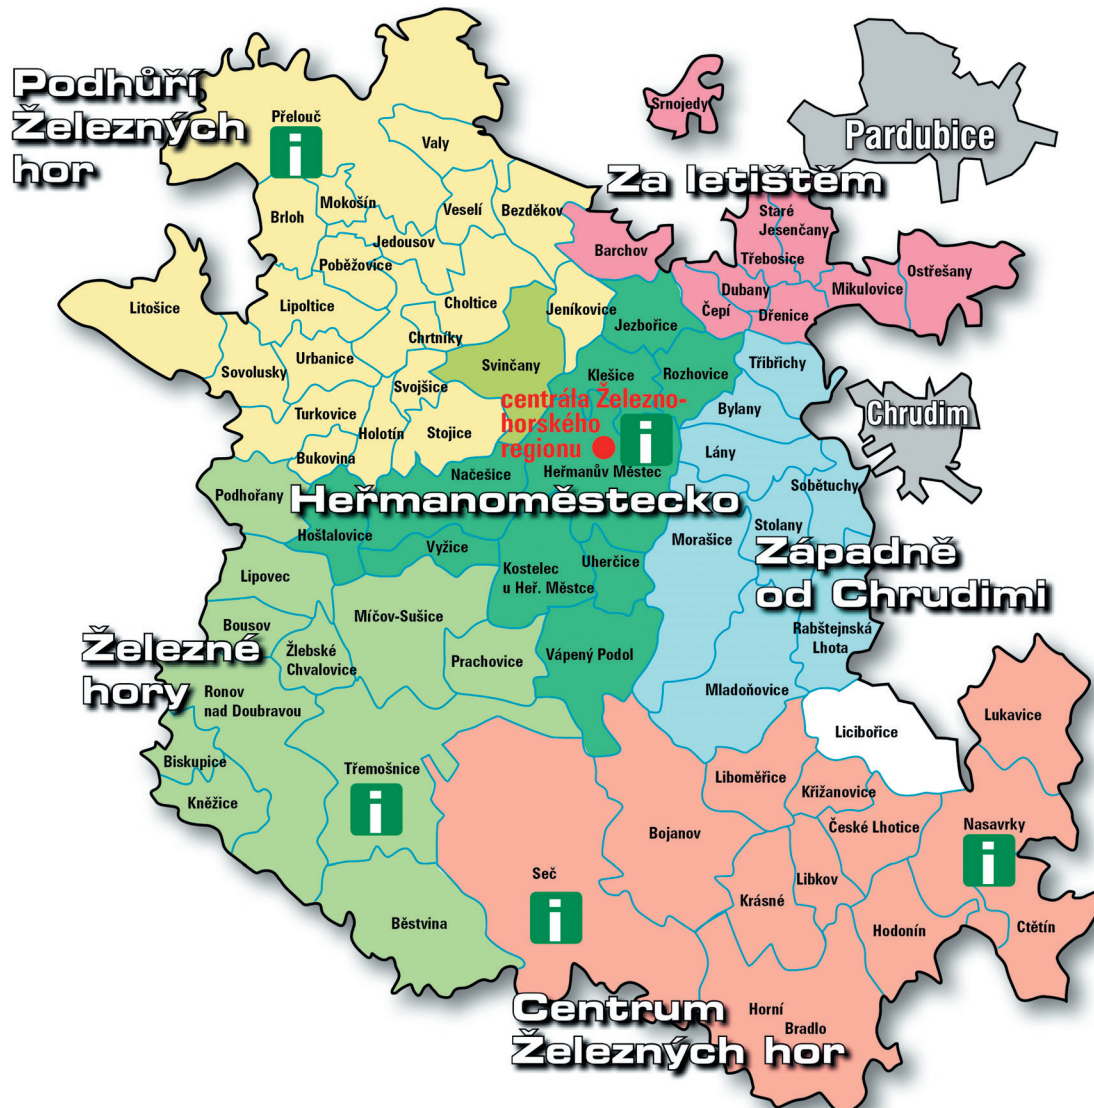 Podhůří
Železných
hor
Přelouč
i
Valy
Brloh
Mokošín
Veselí
Bezděkov
Jedousov
Poběžovice
Litošice
Lipoltice
Choltice
Jeníkovice
Chrtníky
Urbanice
Sovolusky
Svinčany
Svojšice
Turkovice
Holotín
Stojice
Bukovina
Srnojedy
Pardubice
Za letištěm
Staré
Jesenčany
Barchov
Třebosice
Ostřešany
Dubany
Mikulovice
Čepí
Dřenice
Jezbořice
Klešice
Rozhovice
centrála Železno-
horského
regionu
i
Načešice
Heřmanův Městec
Heřmanoměstecko
Hošťalovice
Vyžice
Kostelec
u Heř. Městce
Uherčice
Vápený Podol
Třibřichy
Bylany
Chrudim
Lány
Sobětuchy
Stolany
Morašice
Západně
od Chrudimi
Rabštejnská
Lhota
Mladoňovice
Podhořany
Lipovec
Bousov
Míčov-Sušice
Železné
hory
Žlebské
Chvalovice
Prachovice
Ronov
nad Doubravou
Biskupice
Třemošnice
i
Kněžice
Běstvina
Licibořice
Lukavice
Liboměřice
Křižanovice
Bojanov
České Lhotice
Nasavrky
i
Seč
i
Libkov
Krásné
Hodonín
Ctětín
Horní
Bradlo
Centrum
Železných hor